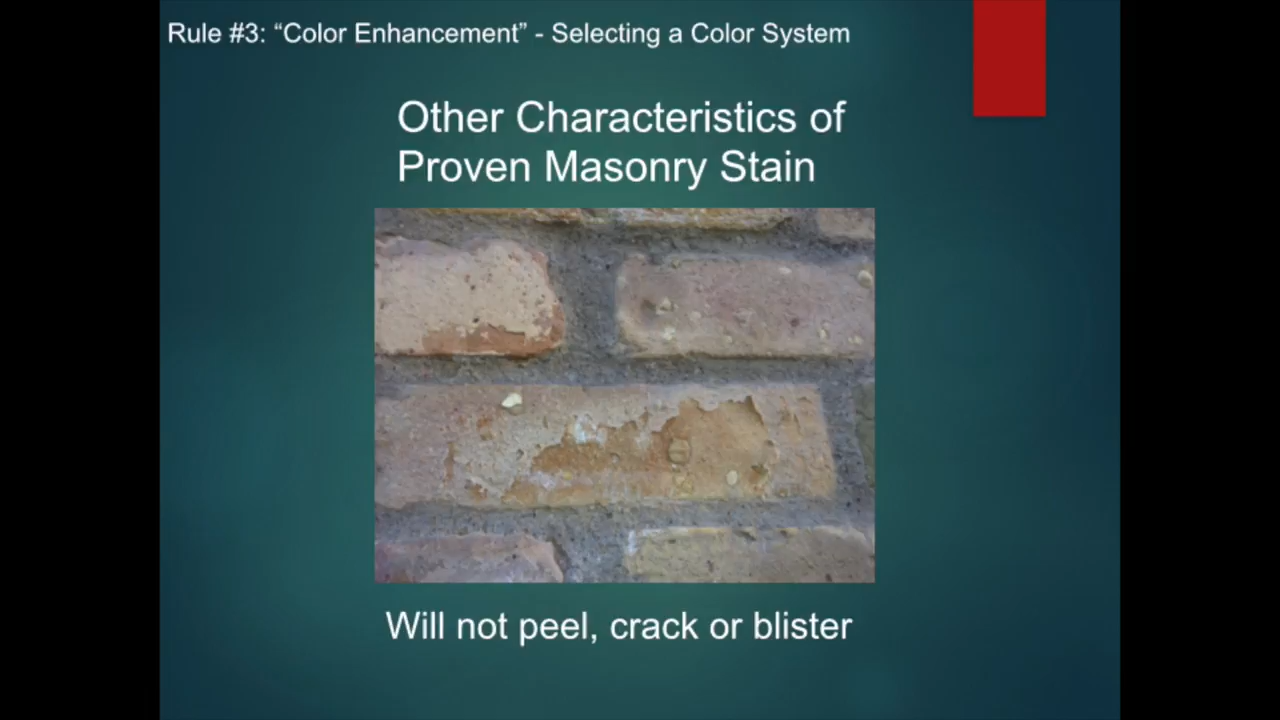 Rule #3: “Color Enhancement” - Selecting a Color System
Other Characteristics of
Proven Masonry Stain
Will not peel, crack or blister